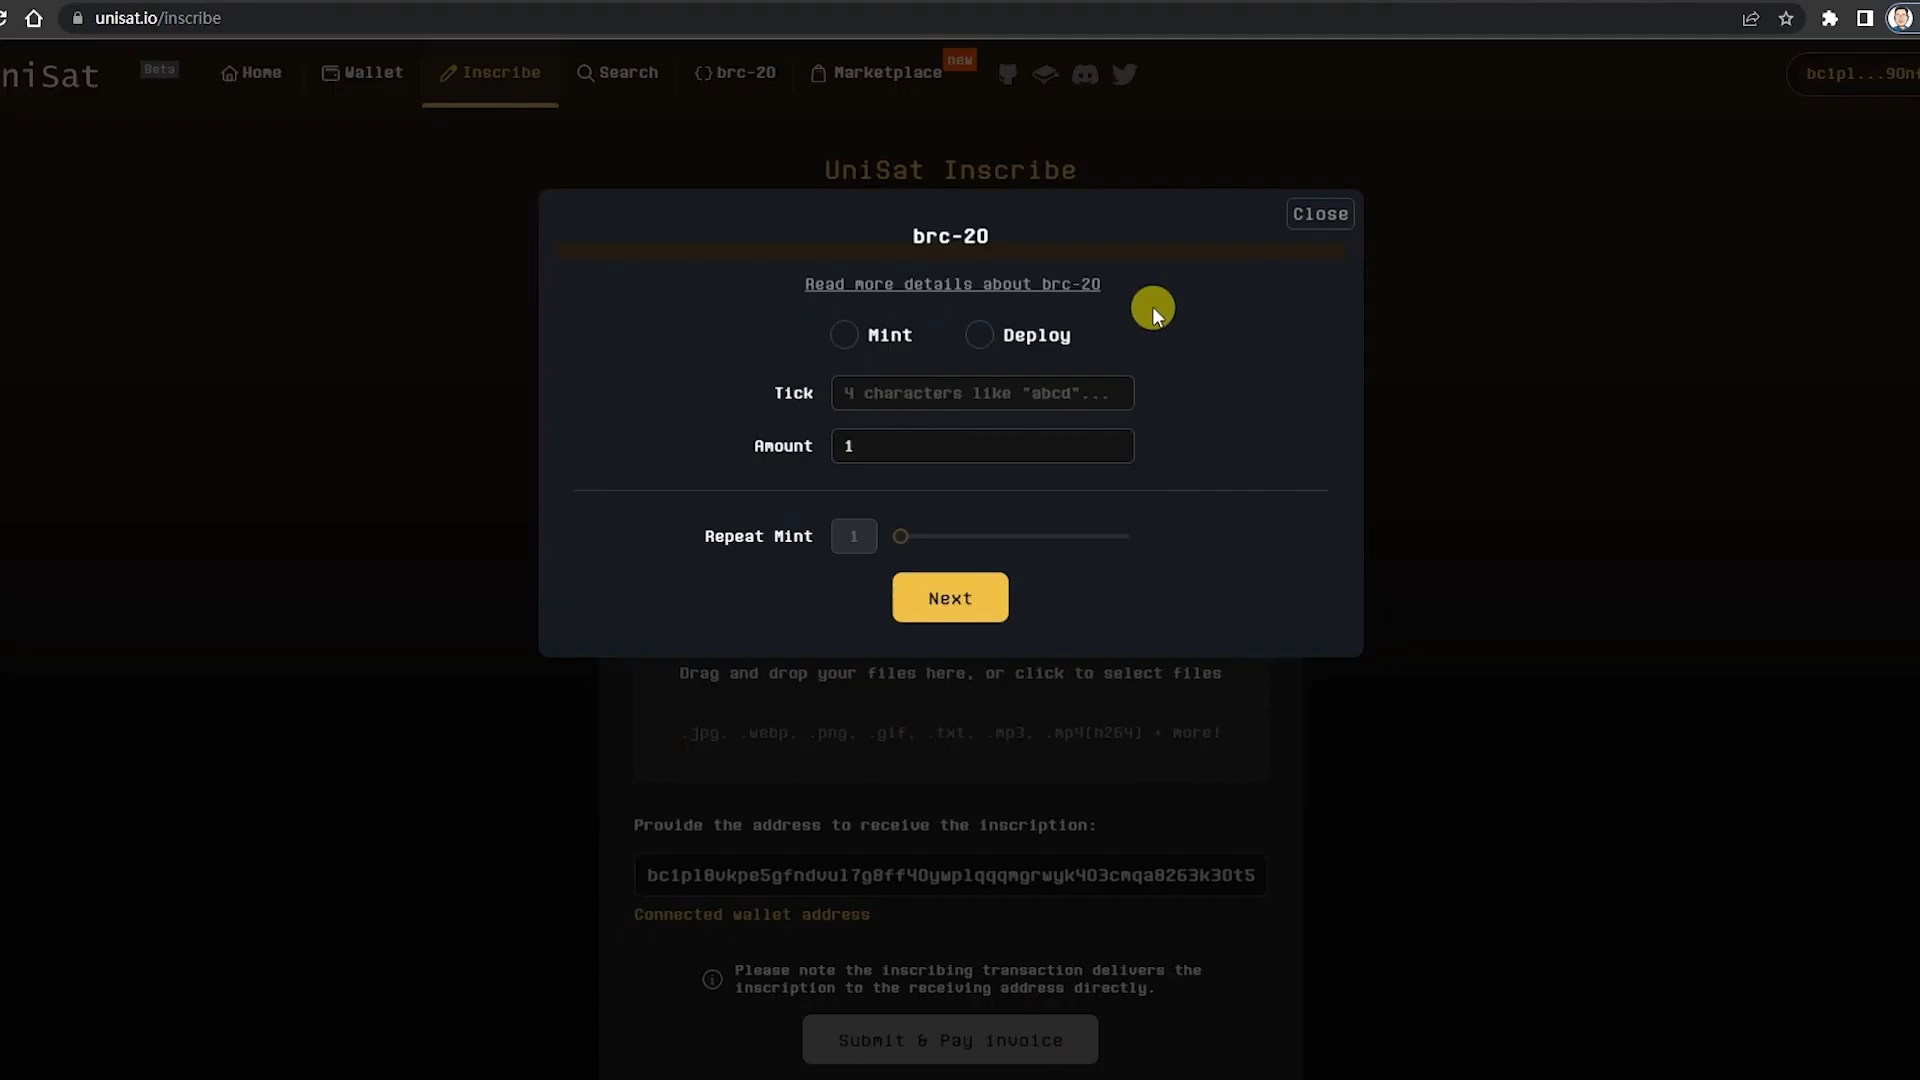 unisat.io/inscribe
niSat
Beta
Home
Wallet
Inscribe
Search
brc-20
Marketplace
new
bc1pl...90n
UniSat Inscribe
Close
brc-20
Read more details about brc-20
Mint
Deploy
Tick
4 characters like "abcd"...
Amount
1
Repeat Mint
1
Next
Drag and drop your files here, or click to select files
.jpg, .webp, .png, .gif, .txt, .mp3, .mp4(h264) + more!
Provide the address to receive the inscription:
bc1pl8vkpe5gfndvul7g8ff40ywplqqqmgrwyk403cmqa8263k30t5
Connected wallet address
Please note the inscribing transaction delivers the
inscription to the receiving address directly.
Submit & Pay invoice